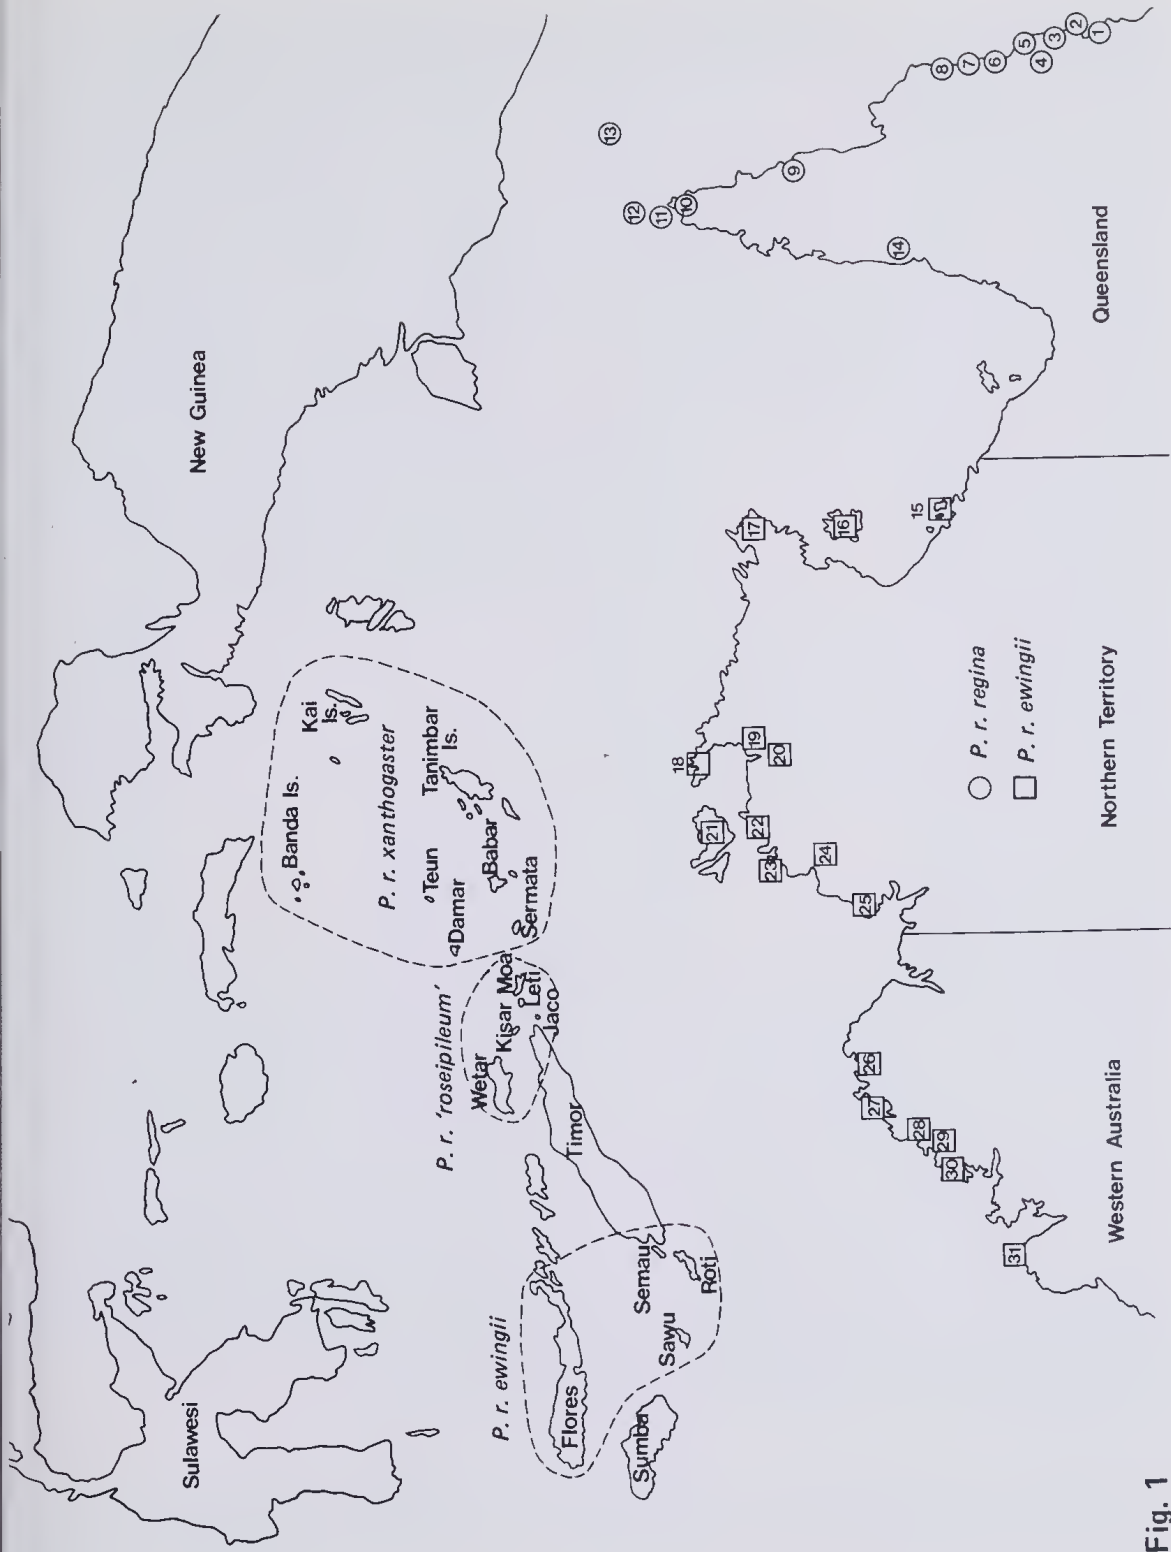 Sulawesi
New Guinea
Banda Is.
Kai
Is.
P. r. xanthogaster
Tanimbar
Is.
Teun
Damar
Babar
Sermata
P. r. 'roseipileum'
Wetar
Kisar
Moa
Leti
Jaco
Timor
P. r. ewingii
Flores
Sumba
Sawu
Semau
Roti
13
12
11
10
9
14
8
7
6
5
4
3
2
1
15
16
17
18
19
20
21
22
23
24
25
26
27
28
29
30
31
P. r. regina
P. r. ewingii
Western Australia
Northern Territory
Queensland
Fig. 1